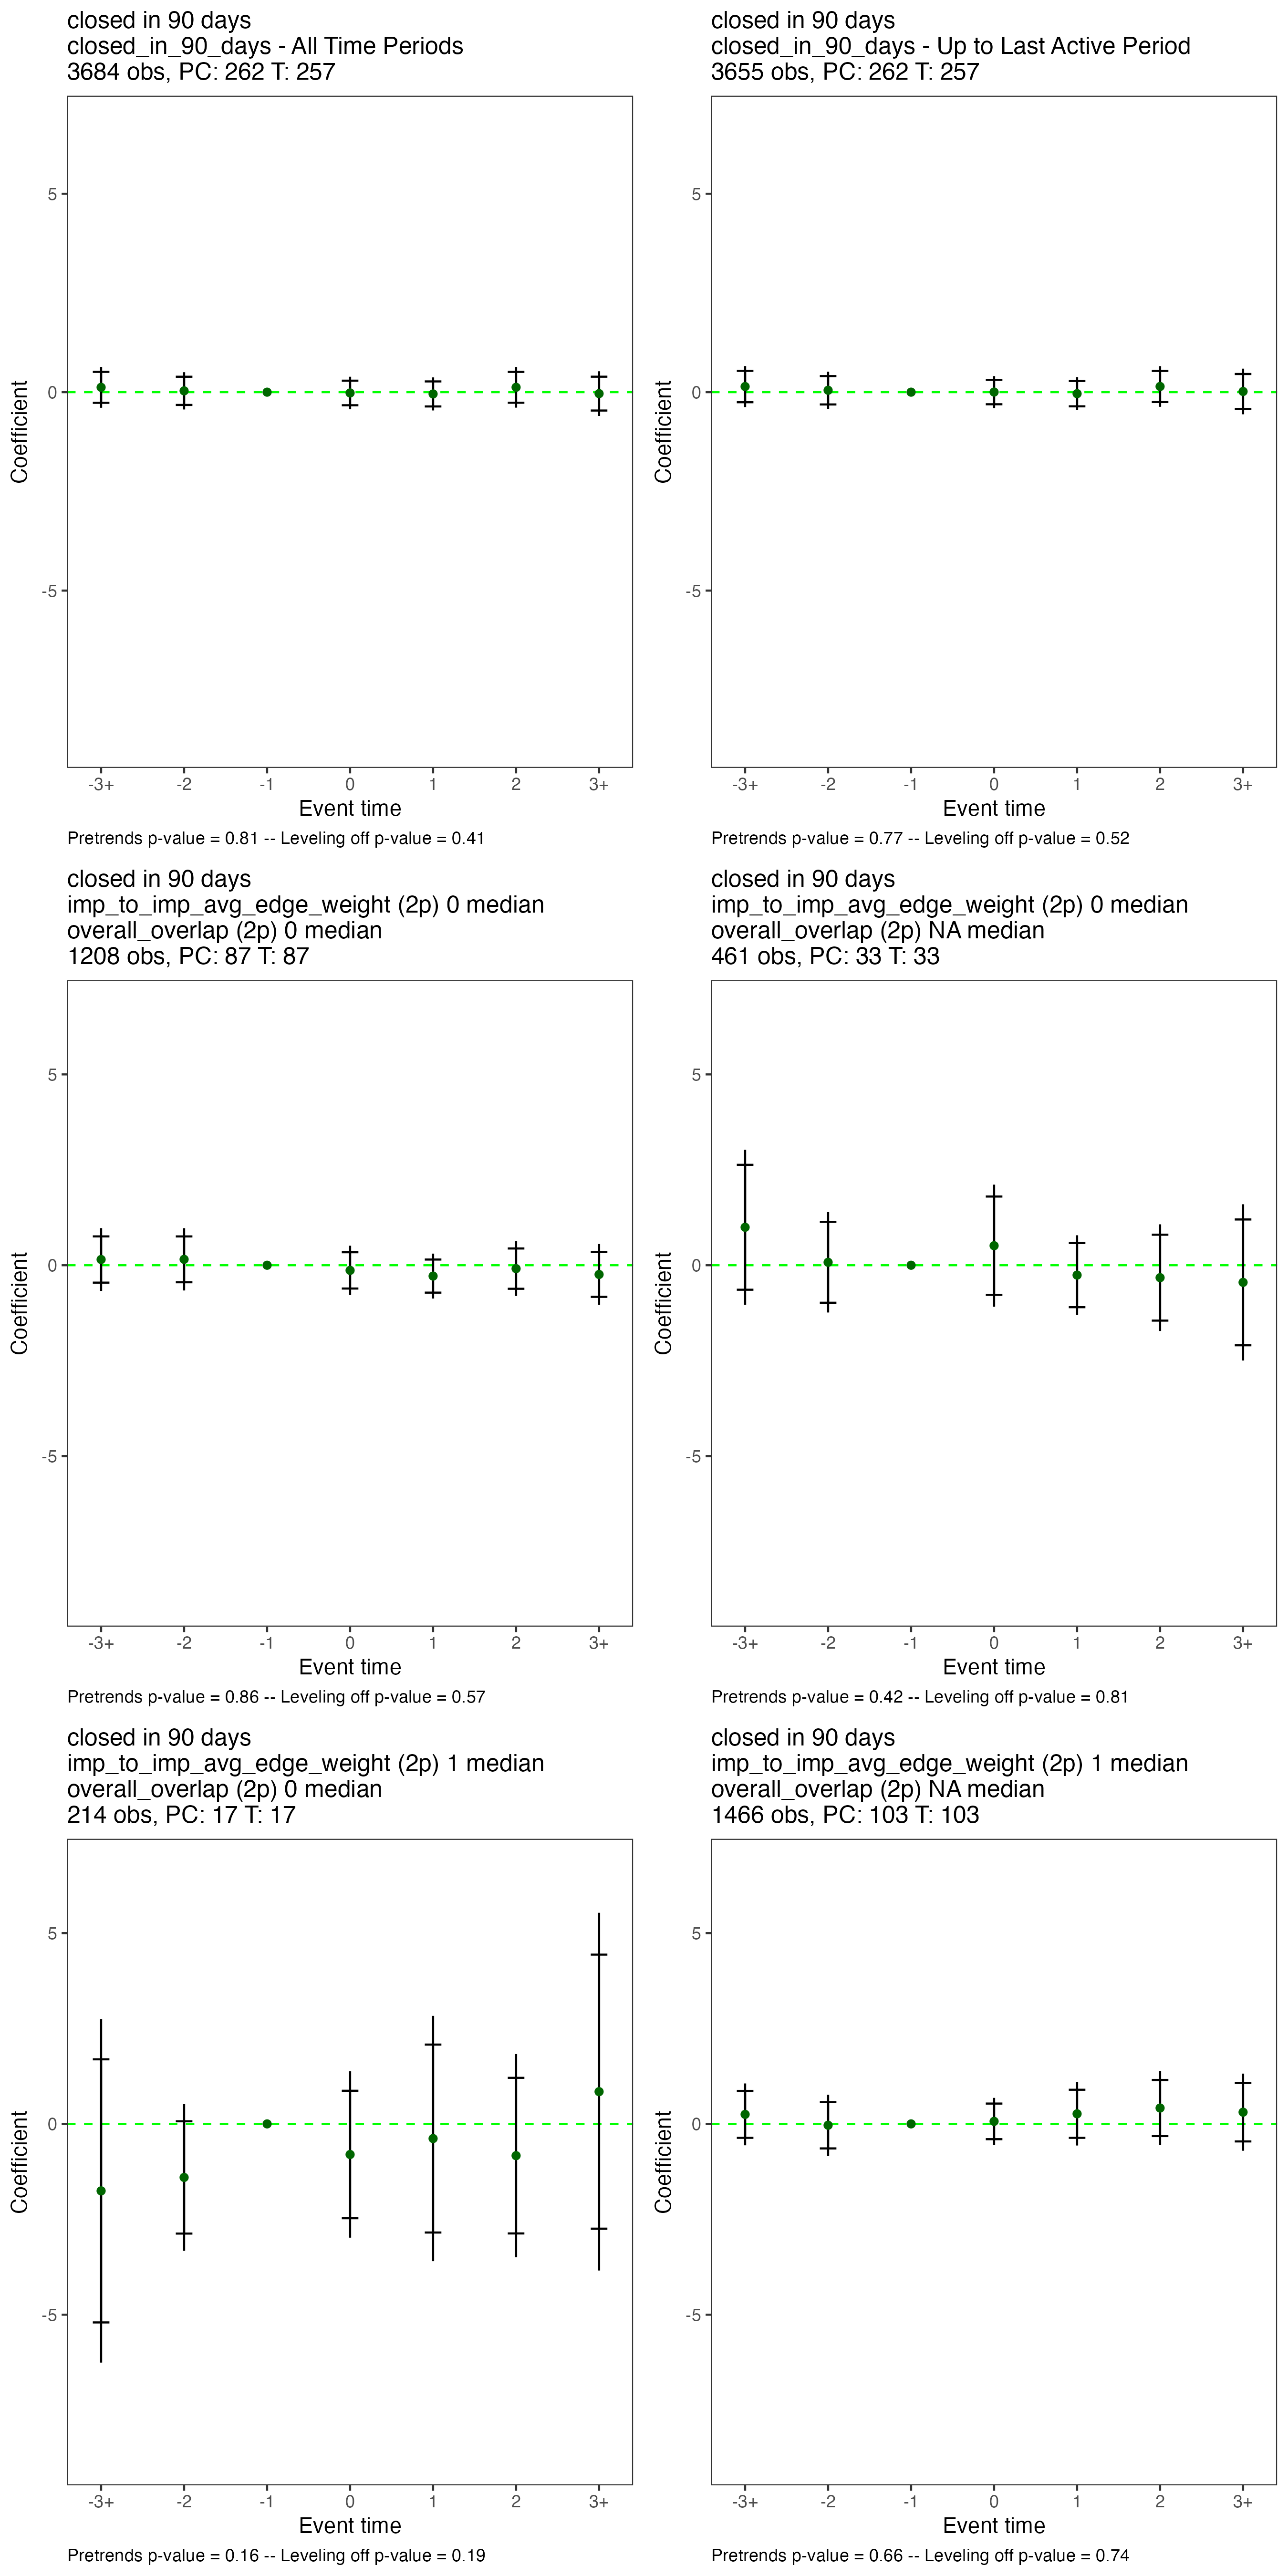 closed in 90 days
closed_in_90_days - All Time Periods
3684 obs, PC: 262 T: 257
5
0
-5
Coefficient
-3+ -2 -1 0 1 2 3+
Event time
Pretrends p-value = 0.81 -- Leveling off p-value = 0.41
closed in 90 days
closed_in_90_days - Up to Last Active Period
3655 obs, PC: 262 T: 257
5
0
-5
Coefficient
-3+ -2 -1 0 1 2 3+
Event time
Pretrends p-value = 0.77 -- Leveling off p-value = 0.52
closed in 90 days
imp_to_imp_avg_edge_weight (2p) 0 median
overall_overlap (2p) 0 median
1208 obs, PC: 87 T: 87
5
0
-5
Coefficient
-3+ -2 -1 0 1 2 3+
Event time
Pretrends p-value = 0.86 -- Leveling off p-value = 0.57
closed in 90 days
imp_to_imp_avg_edge_weight (2p) 0 median
overall_overlap (2p) NA median
461 obs, PC: 33 T: 33
5
0
-5
Coefficient
-3+ -2 -1 0 1 2 3+
Event time
Pretrends p-value = 0.42 -- Leveling off p-value = 0.81
closed in 90 days
imp_to_imp_avg_edge_weight (2p) 1 median
overall_overlap (2p) 0 median
214 obs, PC: 17 T: 17
5
0
-5
Coefficient
-3+ -2 -1 0 1 2 3+
Event time
Pretrends p-value = 0.16 -- Leveling off p-value = 0.19
closed in 90 days
imp_to_imp_avg_edge_weight (2p) 1 median
overall_overlap (2p) NA median
1466 obs, PC: 103 T: 103
5
0
-5
Coefficient
-3+ -2 -1 0 1 2 3+
Event time
Pretrends p-value = 0.66 -- Leveling off p-value = 0.74